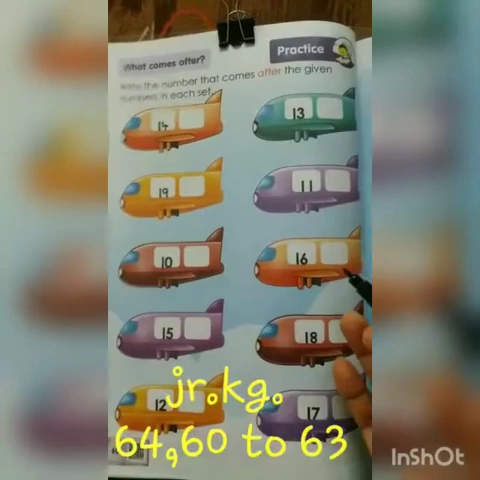 What comes after?
Practice
Write the number that comes after the given
numbers in each set.
14
13
19
11
10
16
15
18
12
17
jr.kg.
64,60 to 63
InShOt